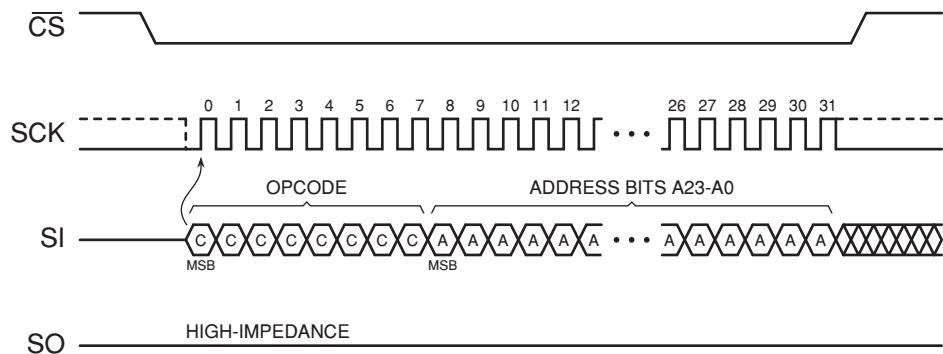 CS
SCK
0 1 2 3 4 5 6 7 8 9 10 11 12 • • • 26 27 28 29 30 31
OPCODE ADDRESS BITS A23-A0
SI
C C C C C C C C A A A A A A • • • A A A A A A
MSB MSB
HIGH-IMPEDANCE
SO